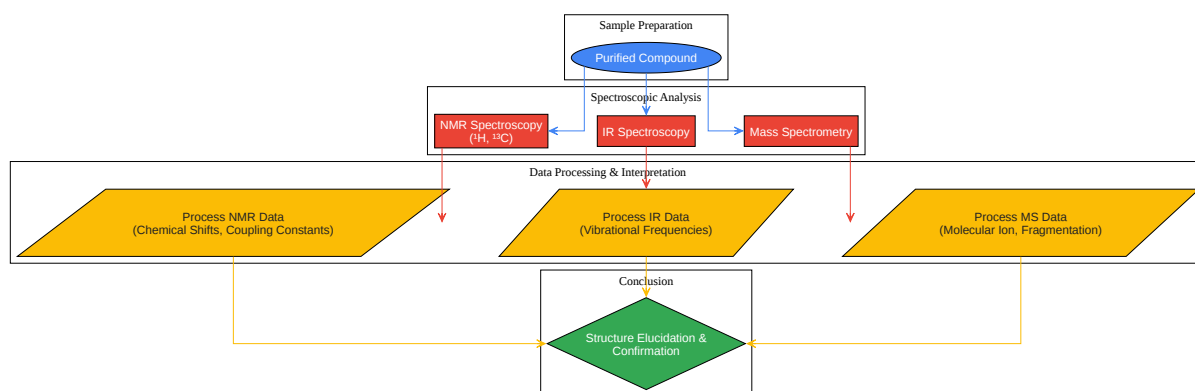 Sample Preparation
Purified Compound
Spectroscopic Analysis
NMR Spectroscopy
(¹H, ¹³C)
IR Spectroscopy
Mass Spectrometry
Data Processing & Interpretation
Process NMR Data
(Chemical Shifts, Coupling Constants)
Process IR Data
(Vibrational Frequencies)
Process MS Data
(Molecular Ion, Fragmentation)
Conclusion
Structure Elucidation &
Confirmation